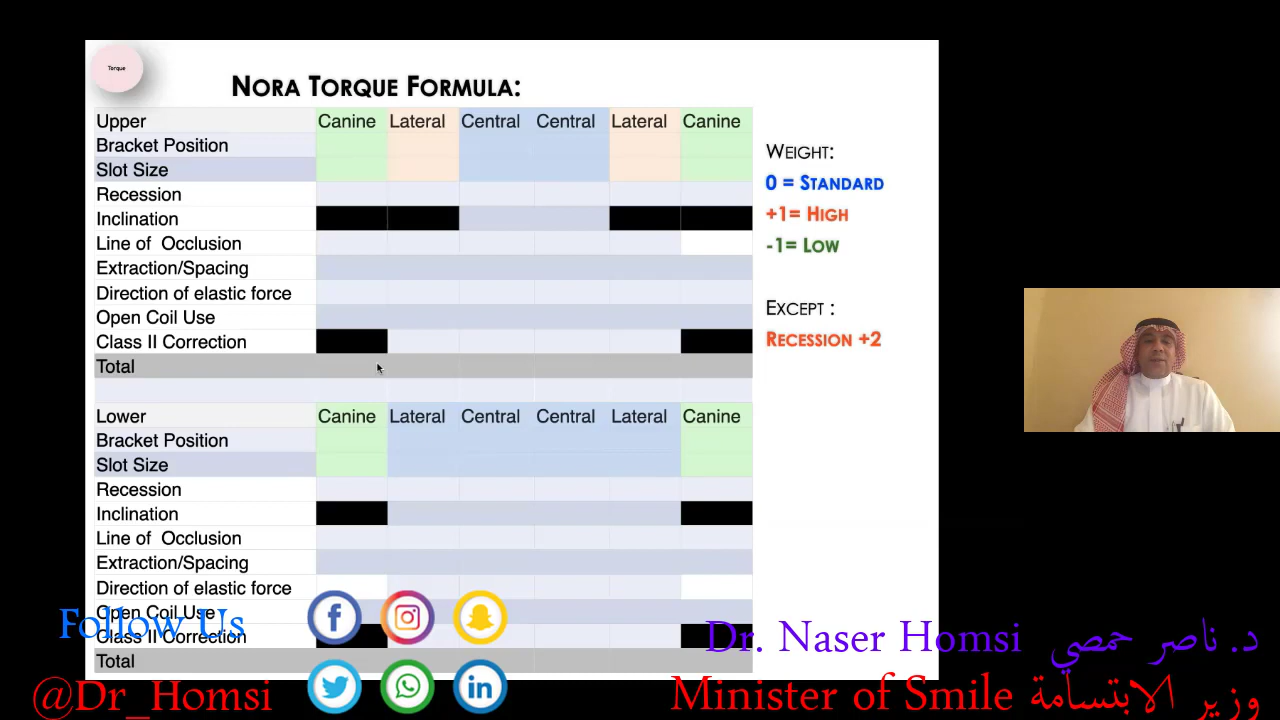 Torque
NORA TORQUE FORMULA:
Upper Canine Lateral Central Central Lateral Canine
Bracket Position
Slot Size
Recession
Inclination
Line of Occlusion
Extraction/Spacing
Direction of elastic force
Open Coil Use
Class II Correction
Total
Lower Canine Lateral Central Central Lateral Canine
Bracket Position
Slot Size
Recession
Inclination
Line of Occlusion
Extraction/Spacing
Direction of elastic force
Open Coil Use
Class II Correction
Total
WEIGHT:
0 = STANDARD
+1= HIGH
-1= LOW
EXCEPT :
RECESSION +2
Follow Us
@Dr_Homsi
Dr. Naser Homsi د. ناصر حمصي
Minister of Smile وزير الابتسامة